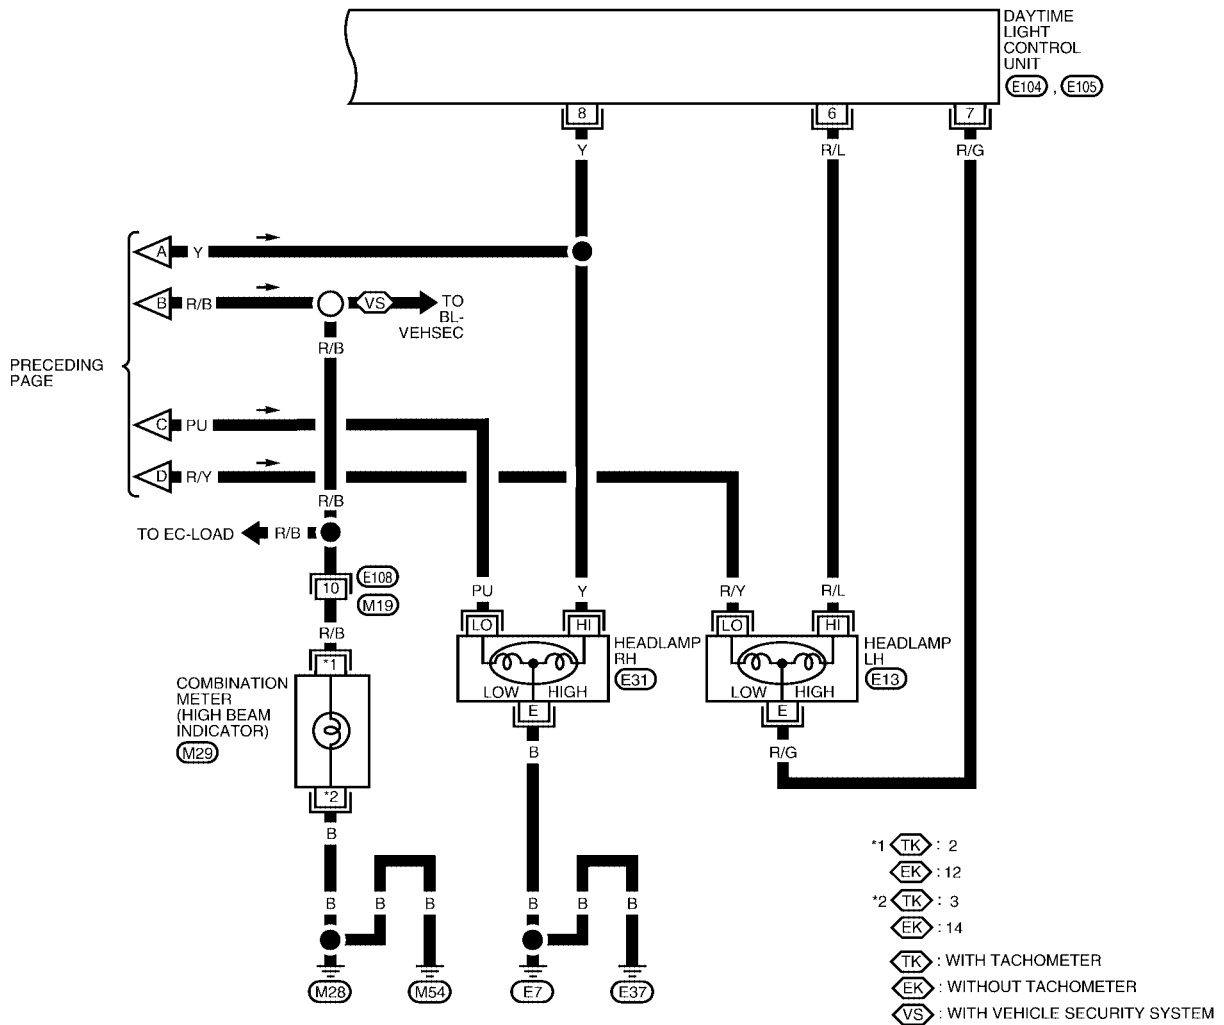 DAYTIME
LIGHT
CONTROL
UNIT
E104 , E105
8
6
7
Y
R/L
R/G
A Y
B R/B
VS
TO
BL-
VEHSEC
R/B
PRECEDING
PAGE
C PU
D R/Y
R/B
TO EC-LOAD
R/B
10
E108
M19
R/B
PU
Y
R/Y
R/L
LO
HI
HEADLAMP
RH
E31
LOW
HIGH
E
LO
HI
HEADLAMP
LH
E13
LOW
HIGH
E
*1
COMBINATION
METER
(HIGH BEAM
INDICATOR)
M29
*2
B
R/G
B
B
B
B
B
B
B
M28
M54
E7
E37
*1 TK : 2
EK : 12
*2 TK : 3
EK : 14
TK : WITH TACHOMETER
EK : WITHOUT TACHOMETER
VS : WITH VEHICLE SECURITY SYSTEM